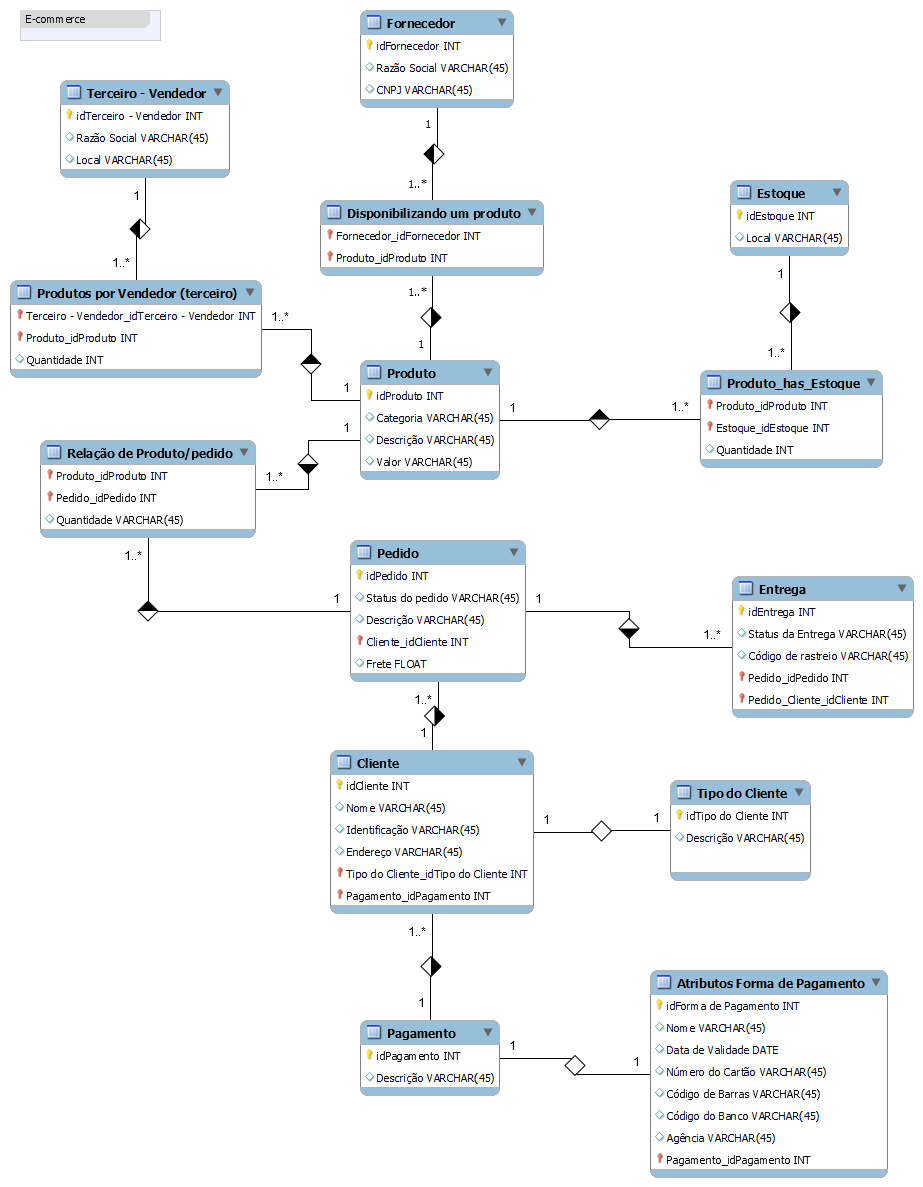 E-commerce
Fornecedor
idFornecedor INT
Razão Social VARCHAR(45)
CNPJ VARCHAR(45)
1
1..*
Terceiro - Vendedor
idTerceiro - Vendedor INT
Razão Social VARCHAR(45)
Local VARCHAR(45)
1
1..*
Disponibilizando um produto
Fornecedor_idFornecedor INT
Produto_idProduto INT
1..*
1
Estoque
idEstoque INT
Local VARCHAR(45)
1
1..*
Produtos por Vendedor (terceiro)
Terceiro - Vendedor_idTerceiro - Vendedor INT
Produto_idProduto INT
Quantidade INT
1..*
1
Produto
idProduto INT
Categoria VARCHAR(45)
Descrição VARCHAR(45)
Valor VARCHAR(45)
1
1..*
Produto_has_Estoque
Produto_idProduto INT
Estoque_idEstoque INT
Quantidade INT
1
1..*
Relação de Produto/pedido
Produto_idProduto INT
Pedido_idPedido INT
Quantidade VARCHAR(45)
1..*
1
Pedido
idPedido INT
Status do pedido VARCHAR(45)
Descrição VARCHAR(45)
Cliente_idCliente INT
Frete FLOAT
1
1..*
Entrega
idEntrega INT
Status da Entrega VARCHAR(45)
Código de rastreio VARCHAR(45)
Pedido_idPedido INT
Pedido_Cliente_idCliente INT
1..*
1
Cliente
idCliente INT
Nome VARCHAR(45)
Identificação VARCHAR(45)
Endereço VARCHAR(45)
Tipo do Cliente_idTipo do Cliente INT
Pagamento_idPagamento INT
1
1
Tipo do Cliente
idTipo do Cliente INT
Descrição VARCHAR(45)
1..*
1
Pagamento
idPagamento INT
Descrição VARCHAR(45)
1
1
Atributos Forma de Pagamento
idForma de Pagamento INT
Nome VARCHAR(45)
Data de Validade DATE
Número do Cartão VARCHAR(45)
Código de Barras VARCHAR(45)
Código do Banco VARCHAR(45)
Agência VARCHAR(45)
Pagamento_idPagamento INT